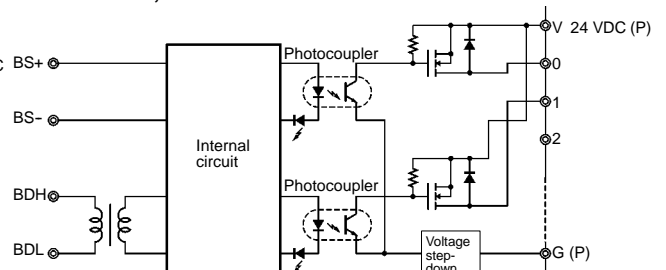 V 24 VDC (P)
Photocoupler
BS+
0
1
BS−
2
Internal
circuit
Photocoupler
BDH
Voltage
step-
down
BDL
G (P)